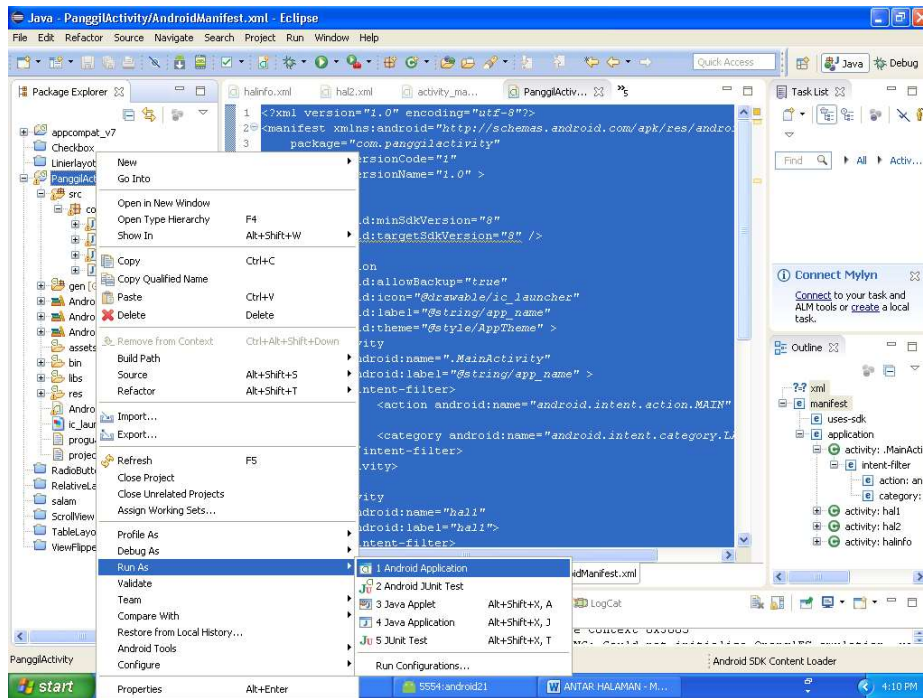 Java - PanggilActivity/AndroidManifest.xml - Eclipse
File Edit Refactor Source Navigate Search Project Run Window Help
Quick Access
Java
Debug
Package Explorer
appcompat_v7
Checkbox
Linierlayot
PanggilAct
src
co
gen [G
Andro
Andro
Andro
assets
bin
libs
res
Andro
ic_laun
progua
projec
RadioButt
RelativeLa
salam
ScrollView
TableLayo
ViewFlippe
New
Go Into
Open in New Window
Open Type Hierarchy F4
Show In Alt+Shift+W
Copy Ctrl+C
Copy Qualified Name
Paste Ctrl+V
Delete Delete
Remove from Context Ctrl+Alt+Shift+Down
Build Path
Source Alt+Shift+S
Refactor Alt+Shift+T
Import...
Export...
Refresh F5
Close Project
Close Unrelated Projects
Assign Working Sets...
Profile As
Debug As
Run As
Validate
Team
Compare With
Restore from Local History...
Android Tools
Configure
Properties Alt+Enter
1 Android Application
2 Android JUnit Test
3 Java Applet Alt+Shift+X, A
4 Java Application Alt+Shift+X, J
5 JUnit Test Alt+Shift+X, T
Run Configurations...
halinfo.xml hal2.xml activity_ma... PanggilActiv... »5
1 <?xml version="1.0" encoding="utf-8"?>
2 <manifest xmlns:android="http://schemas.android.com/apk/res/andro
3 package="com.panggilactivity"
ersionCode="1"
ersionName="1.0" >
d:minSdkVersion="8"
d:targetSdkVersion="8" />
on
d:allowBackup="true"
d:icon="@drawable/ic_launcher"
d:label="@string/app_name"
d:theme="@style/AppTheme" >
ity
ndroid:name=".MainActivity"
ndroid:label="@string/app_name" >
ntent-filter>
<action android:name="android.intent.action.MAIN"
<category android:name="android.intent.category.LA
intent-filter>
vity>
ity
ndroid:name="hal1"
ndroid:label="hal1">
ntent-filter>
idManifest.xml
LogCat
Task List
Find All Activ...
Connect Mylyn
Connect to your task and
ALM tools or create a local
task.
Outline
?=? xml
manifest
uses-sdk
application
activity: .MainActi
intent-filter
action: an
category:
activity: hal1
activity: hal2
activity: halinfo
PanggilActivity
Android SDK Content Loader
start
5554:android21
ANTAR HALAMAN - M...
4:10 PM